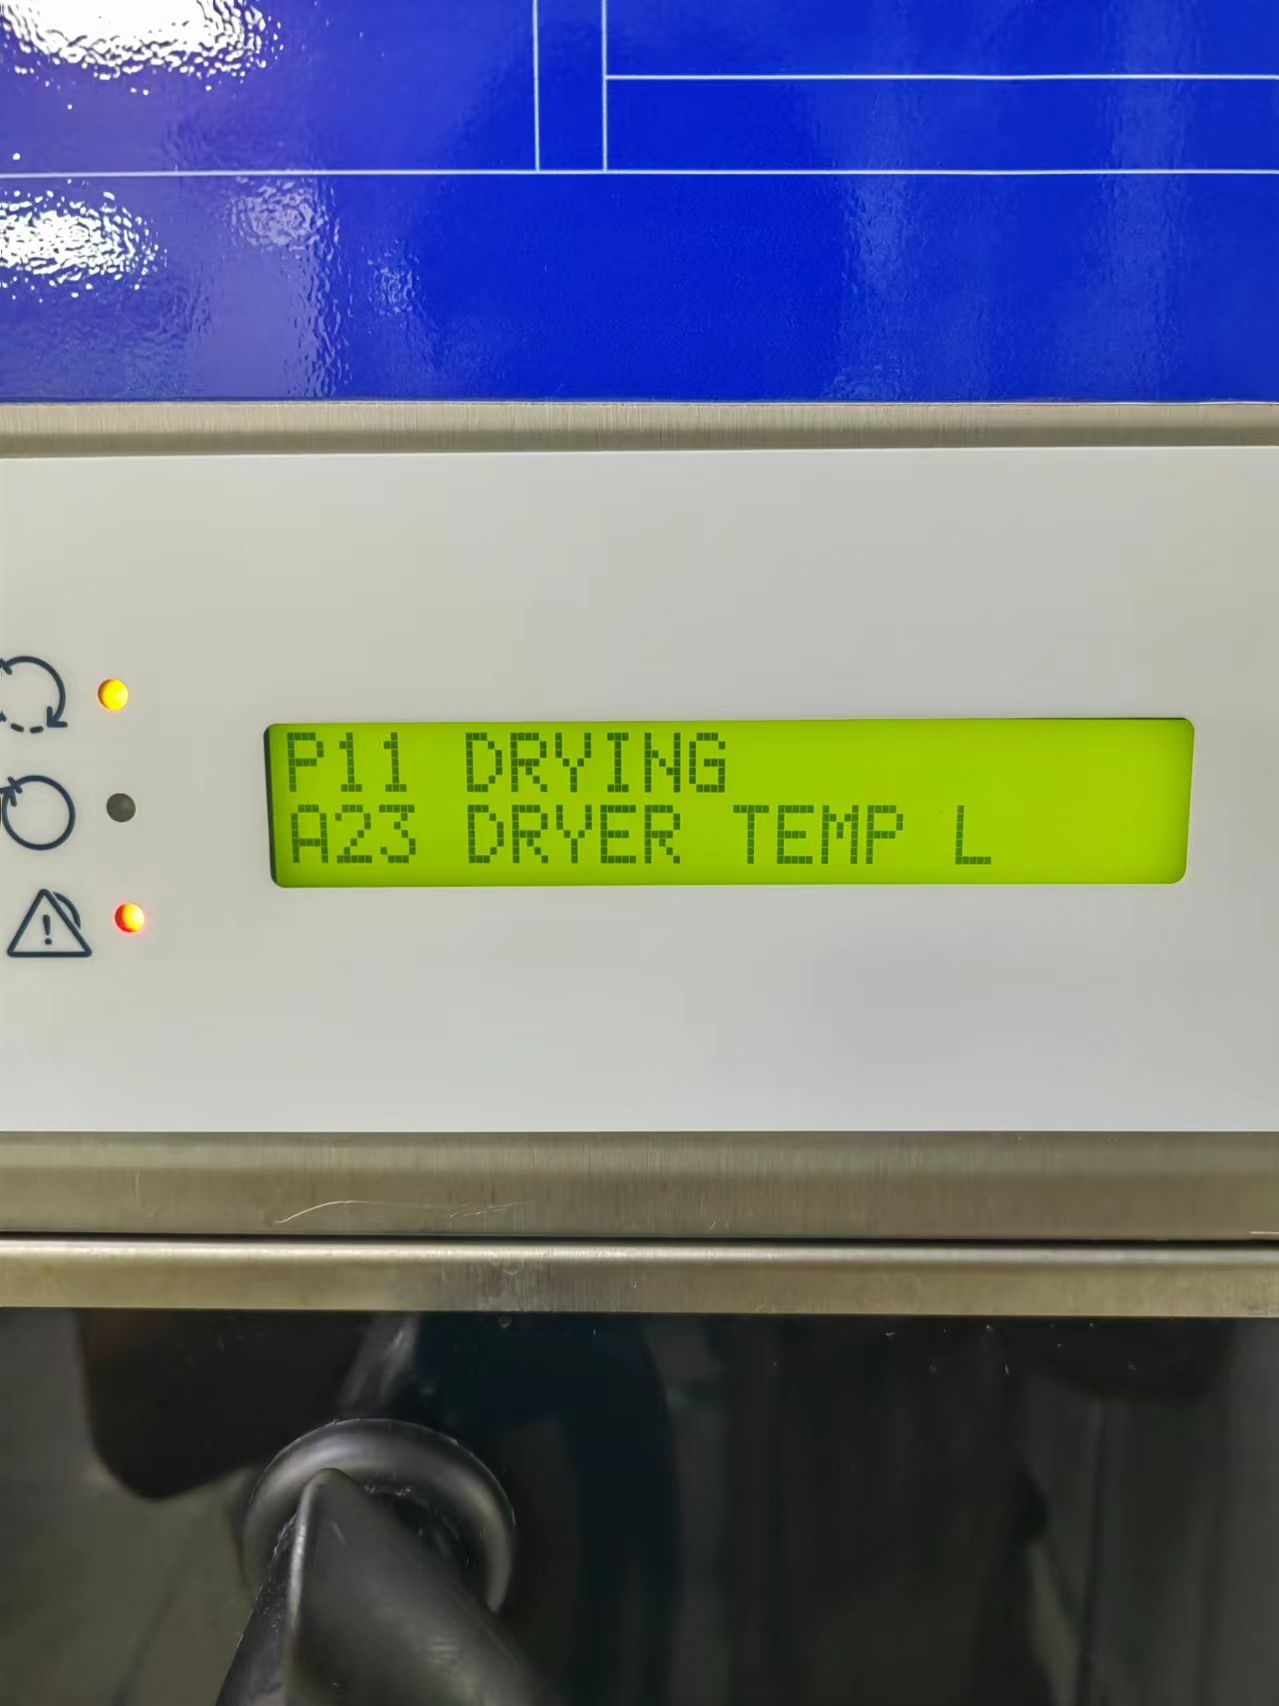 P11 DRYING
A23 DRYER TEMP L